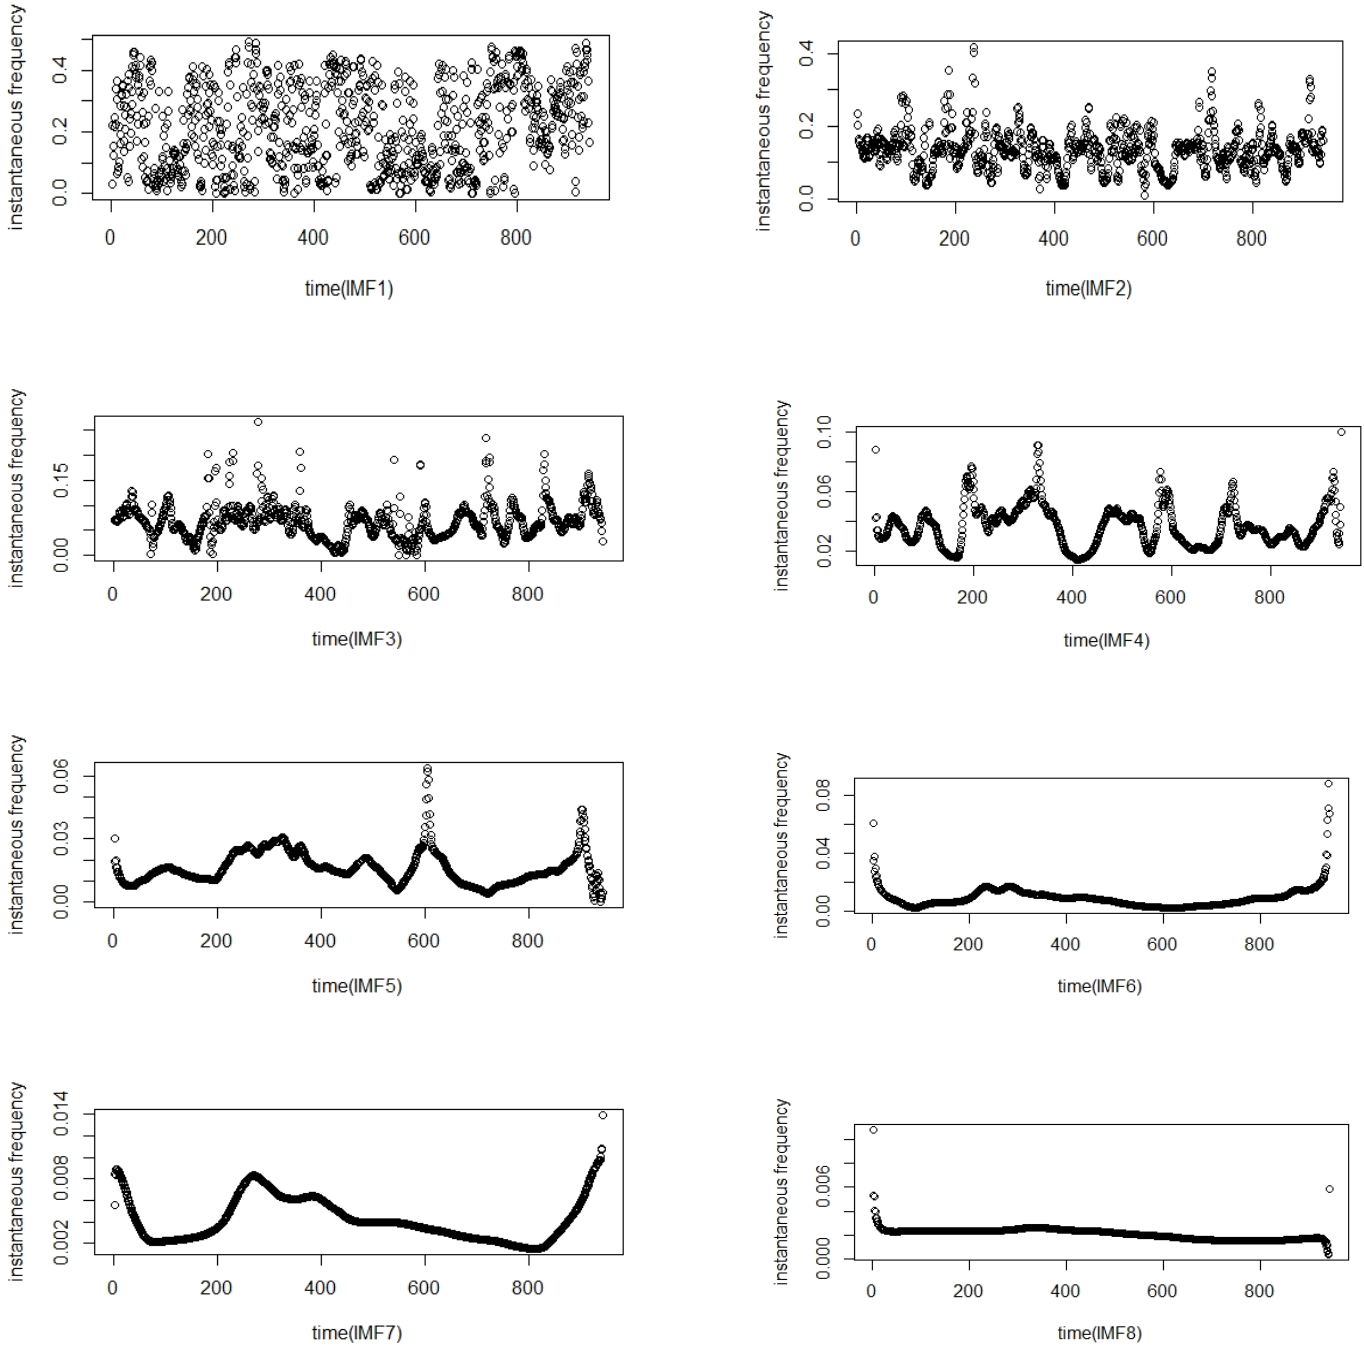 instantaneous frequency
0.0 0.2 0.4
0 200 400 600 800
time(IMF1)
instantaneous frequency
0.0 0.2 0.4
0 200 400 600 800
time(IMF2)
instantaneous frequency
0.00 0.15
0 200 400 600 800
time(IMF3)
instantaneous frequency
0.02 0.06 0.10
0 200 400 600 800
time(IMF4)
instantaneous frequency
0.00 0.03 0.06
0 200 400 600 800
time(IMF5)
instantaneous frequency
0.00 0.04 0.08
0 200 400 600 800
time(IMF6)
instantaneous frequency
0.002 0.008 0.014
0 200 400 600 800
time(IMF7)
instantaneous frequency
0.000 0.006
0 200 400 600 800
time(IMF8)